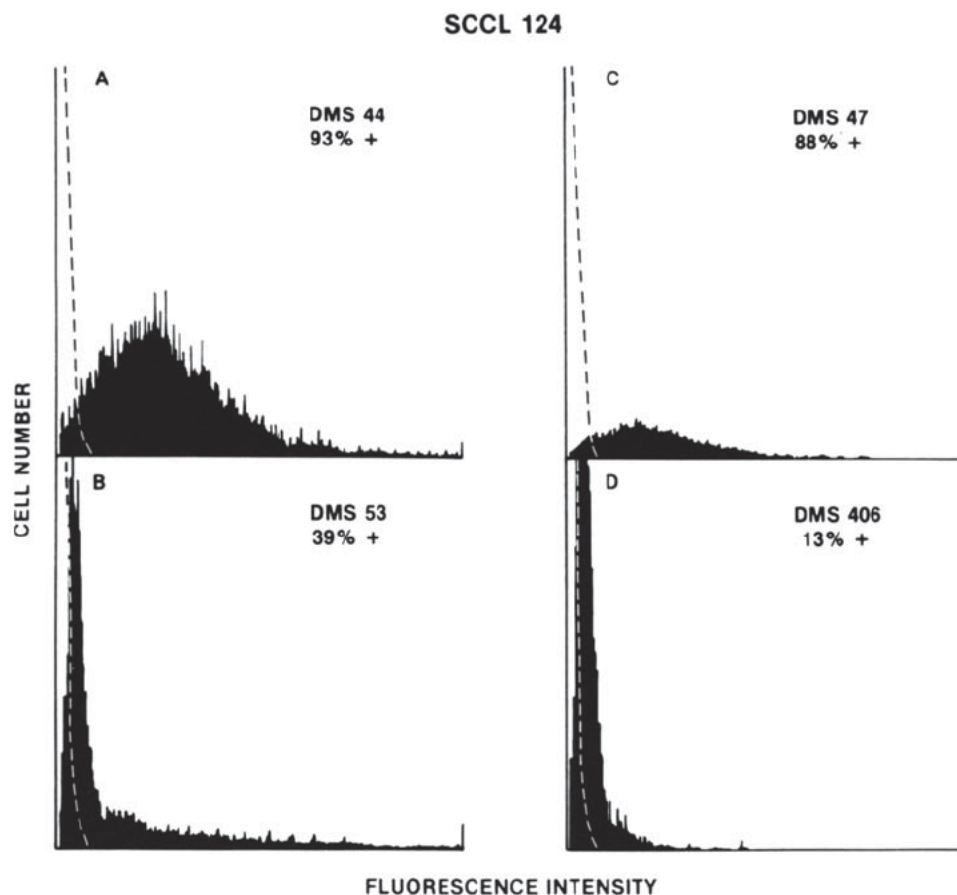 SCCL 124
A
DMS 44
93% +
C
DMS 47
88% +
B
DMS 53
39% +
D
DMS 406
13% +
CELL NUMBER
FLUORESCENCE INTENSITY